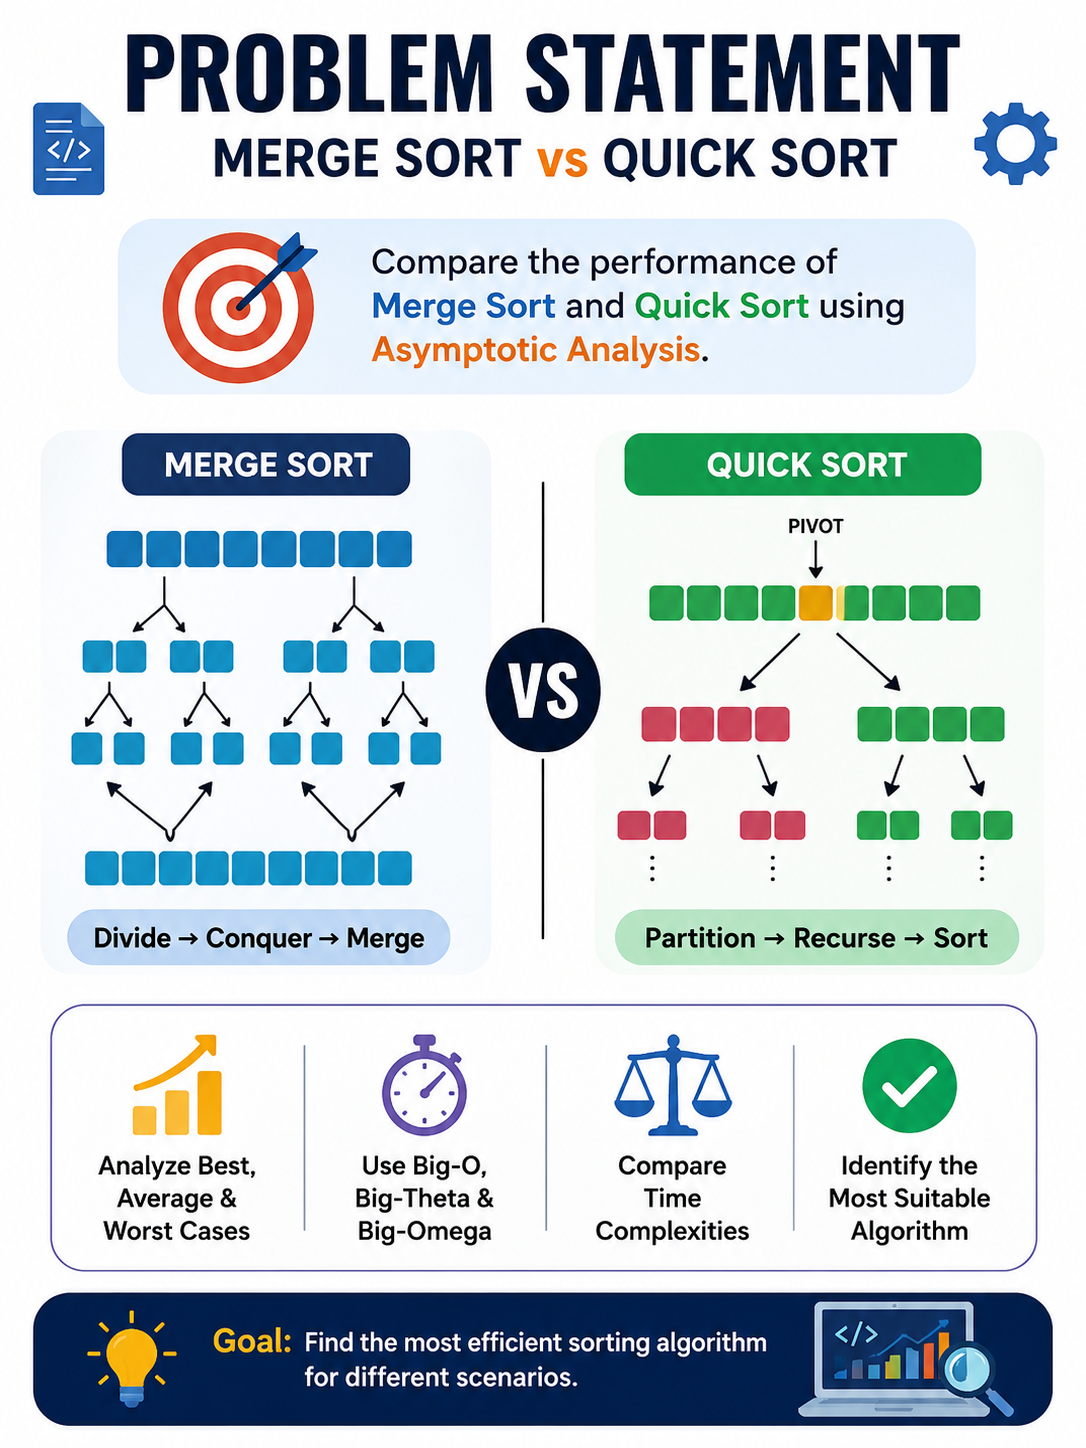 PROBLEM STATEMENT
</>
MERGE SORT vs QUICK SORT
Compare the performance of
Merge Sort and Quick Sort using
Asymptotic Analysis.
MERGE SORT
QUICK SORT
PIVOT
VS
Divide → Conquer → Merge
Partition → Recurse → Sort
Analyze Best,
Average &
Worst Cases
Use Big-O,
Big-Theta &
Big-Omega
Compare
Time
Complexities
Identify the
Most Suitable
Algorithm
Goal: Find the most efficient sorting algorithm
for different scenarios.
</>